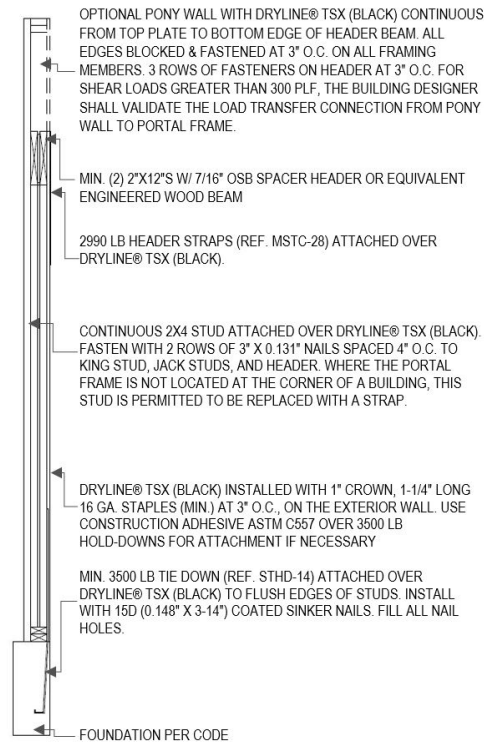 OPTIONAL PONY WALL WITH DRYLINE® TSX (BLACK) CONTINUOUS
FROM TOP PLATE TO BOTTOM EDGE OF HEADER BEAM. ALL
EDGES BLOCKED & FASTENED AT 3" O.C. ON ALL FRAMING
MEMBERS. 3 ROWS OF FASTENERS ON HEADER AT 3" O.C. FOR
SHEAR LOADS GREATER THAN 300 PLF, THE BUILDING DESIGNER
SHALL VALIDATE THE LOAD TRANSFER CONNECTION FROM PONY
WALL TO PORTAL FRAME.
MIN. (2) 2"X12"S W/ 7/16" OSB SPACER HEADER OR EQUIVALENT
ENGINEERED WOOD BEAM
2990 LB HEADER STRAPS (REF. MSTC-28) ATTACHED OVER
DRYLINE® TSX (BLACK).
CONTINUOUS 2X4 STUD ATTACHED OVER DRYLINE® TSX (BLACK).
FASTEN WITH 2 ROWS OF 3" X 0.131" NAILS SPACED 4" O.C. TO
KING STUD, JACK STUDS, AND HEADER. WHERE THE PORTAL
FRAME IS NOT LOCATED AT THE CORNER OF A BUILDING, THIS
STUD IS PERMITTED TO BE REPLACED WITH A STRAP.
DRYLINE® TSX (BLACK) INSTALLED WITH 1" CROWN, 1-1/4" LONG
16 GA. STAPLES (MIN.) AT 3" O.C., ON THE EXTERIOR WALL. USE
CONSTRUCTION ADHESIVE ASTM C557 OVER 3500 LB
HOLD-DOWNS FOR ATTACHMENT IF NECESSARY
MIN. 3500 LB TIE DOWN (REF. STHD-14) ATTACHED OVER
DRYLINE® TSX (BLACK) TO FLUSH EDGES OF STUDS. INSTALL
WITH 15D (0.148" X 3-14") COATED SINKER NAILS. FILL ALL NAIL
HOLES.
FOUNDATION PER CODE